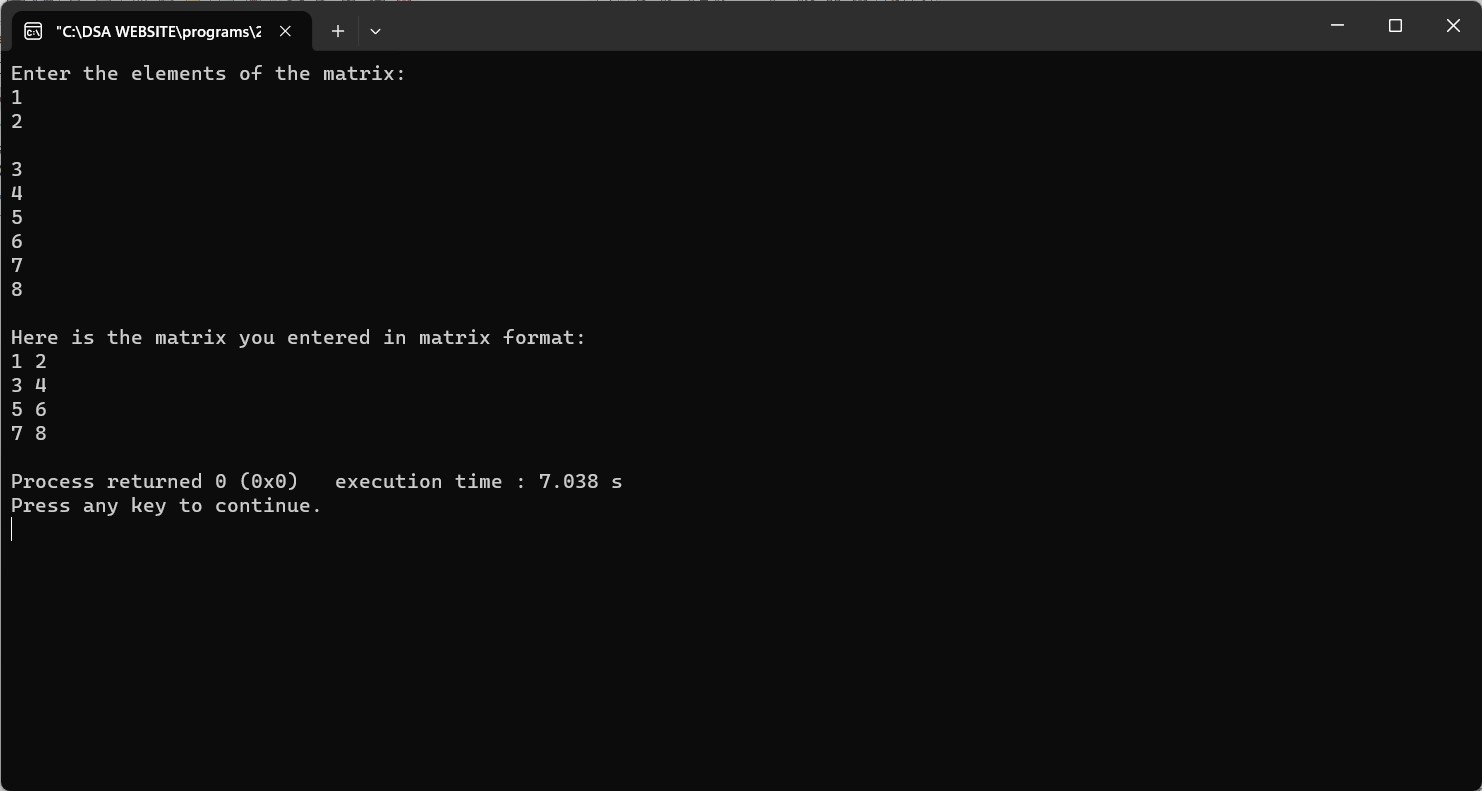 "C:\DSA WEBSITE\programs\2
Enter the elements of the matrix:
1
2
3
4
5
6
7
8
Here is the matrix you entered in matrix format:
1 2
3 4
5 6
7 8
Process returned 0 (0x0)   execution time : 7.038 s
Press any key to continue.